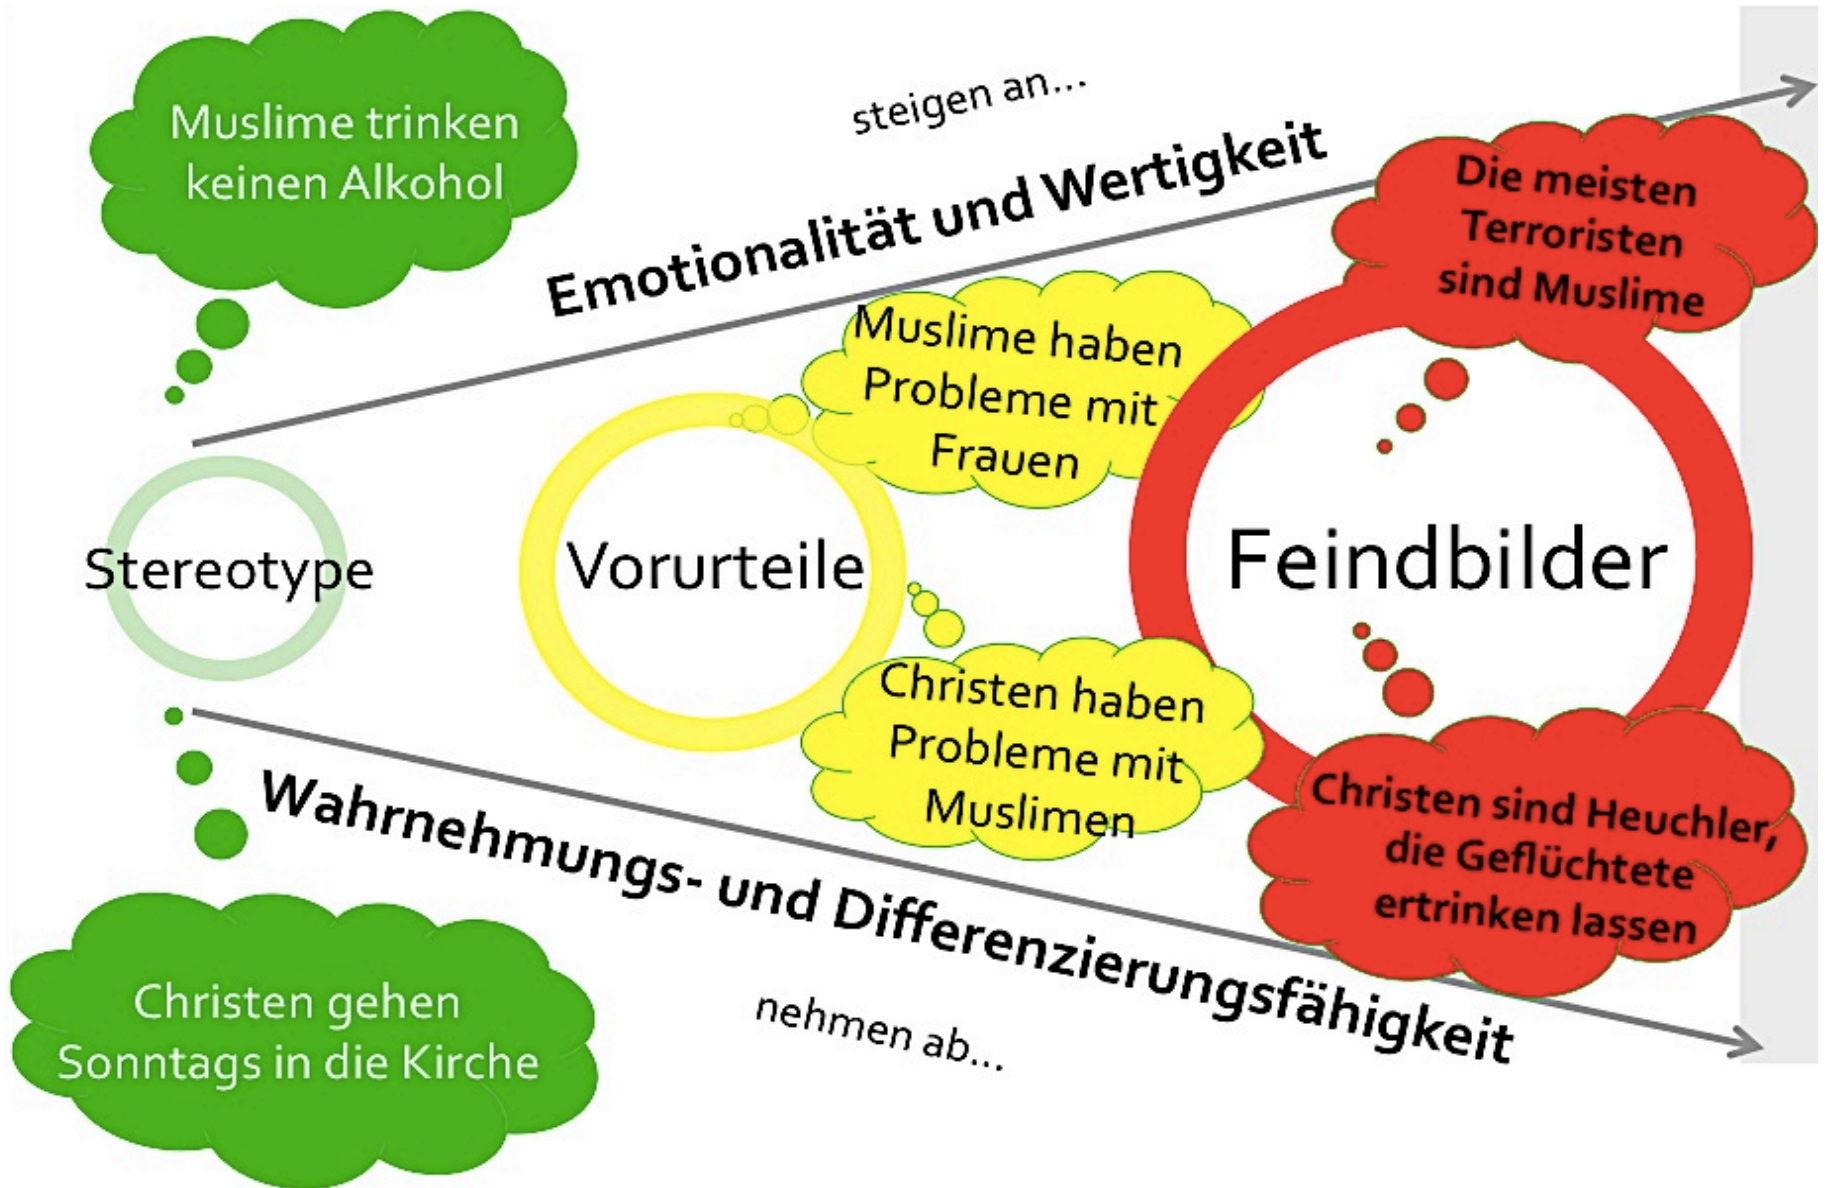 Muslime trinken
keinen Alkohol
steigen an...
Emotionalität und Wertigkeit
Die meisten
Terroristen
sind Muslime
Muslime haben
Probleme mit
Frauen
Stereotype
Vorurteile
Feindbilder
Christen haben
Probleme mit
Muslimen
Christen sind Heuchler,
die Geflüchtete
ertrinken lassen
Wahrnehmungs- und Differenzierungsfähigkeit
nehmen ab...
Christen gehen
Sonntags in die Kirche